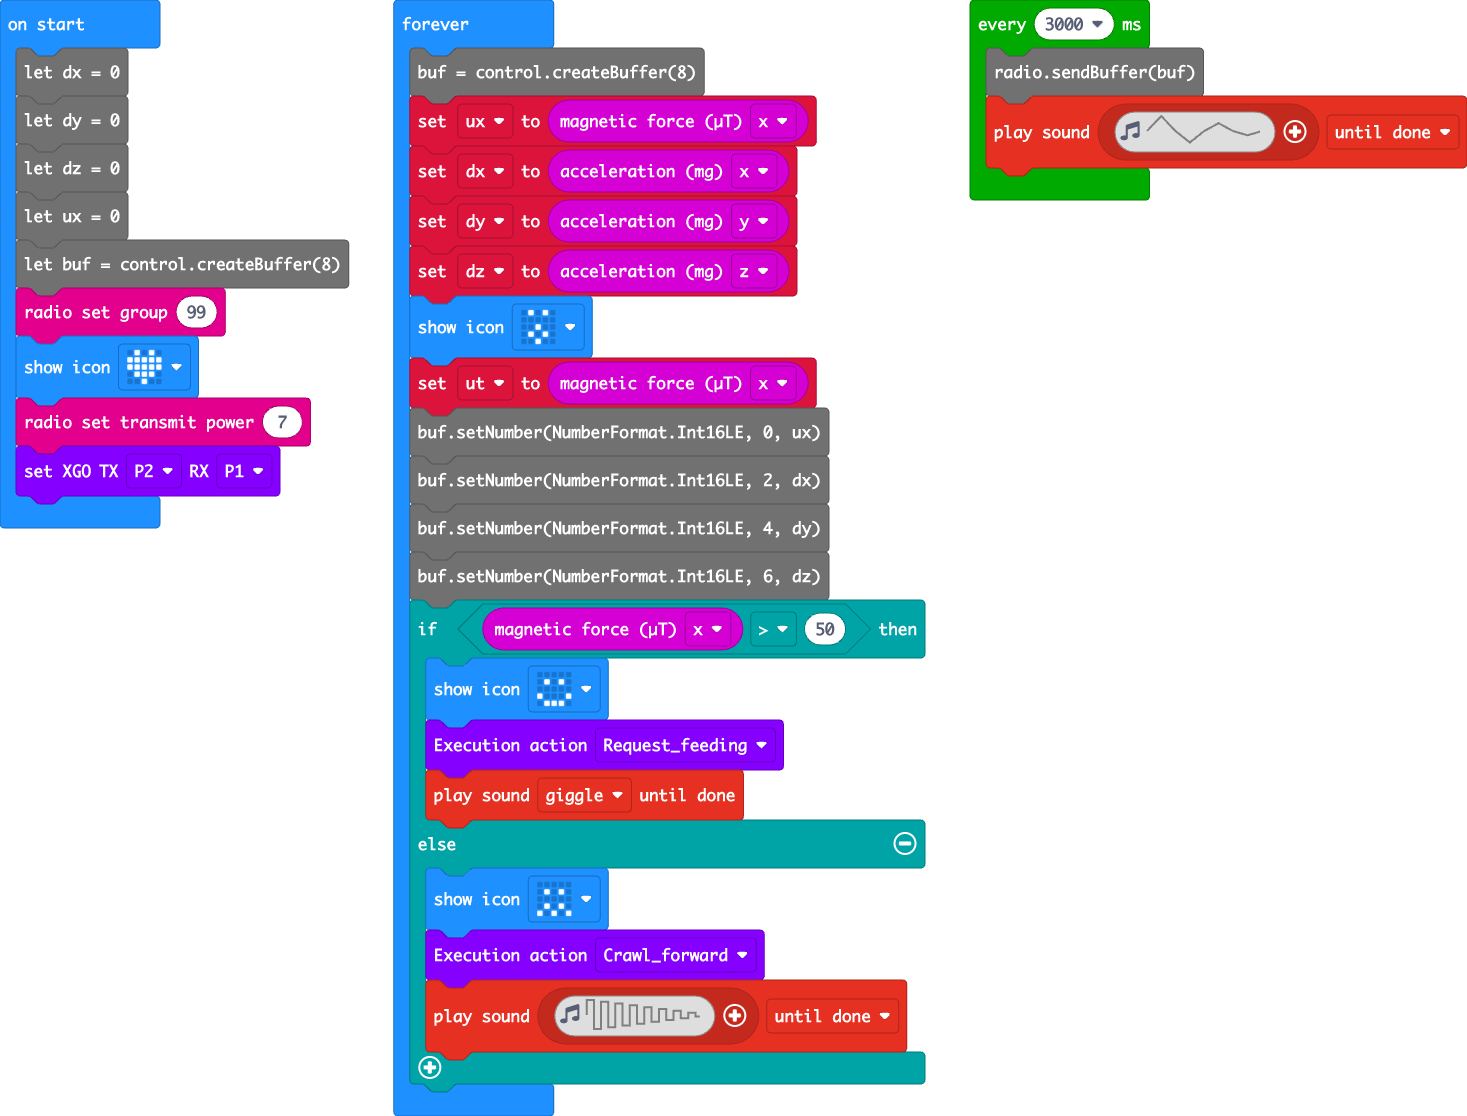 on start
let dx = 0
let dy = 0
let dz = 0
let ux = 0
let buf = control.createBuffer(8)
radio set group 99
show icon
radio set transmit power 7
set XGO TX P2 RX P1
forever
buf = control.createBuffer(8)
set ux to magnetic force (µT) x
set dx to acceleration (mg) x
set dy to acceleration (mg) y
set dz to acceleration (mg) z
show icon
set ut to magnetic force (µT) x
buf.setNumber(NumberFormat.Int16LE, 0, ux)
buf.setNumber(NumberFormat.Int16LE, 2, dx)
buf.setNumber(NumberFormat.Int16LE, 4, dy)
buf.setNumber(NumberFormat.Int16LE, 6, dz)
if magnetic force (µT) x > 50 then
show icon
Execution action Request_feeding
play sound giggle until done
else
show icon
Execution action Crawl_forward
play sound until done
every 3000 ms
radio.sendBuffer(buf)
play sound until done